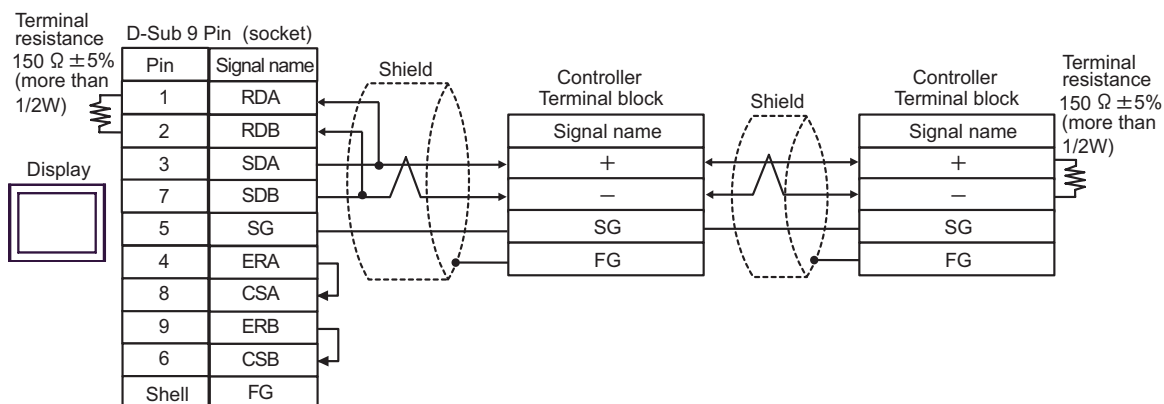 Terminal
resistance
150 Ω ±5%
(more than
1/2W)
D-Sub 9 Pin (socket)
Pin Signal name
1 RDA
2 RDB
3 SDA
7 SDB
5 SG
4 ERA
8 CSA
9 ERB
6 CSB
Shell FG
Display
Shield
Controller
Terminal block
Signal name
+
−
SG
FG
Shield
Controller
Terminal block
Signal name
+
−
SG
FG
Terminal
resistance
150 Ω ±5%
(more than
1/2W)